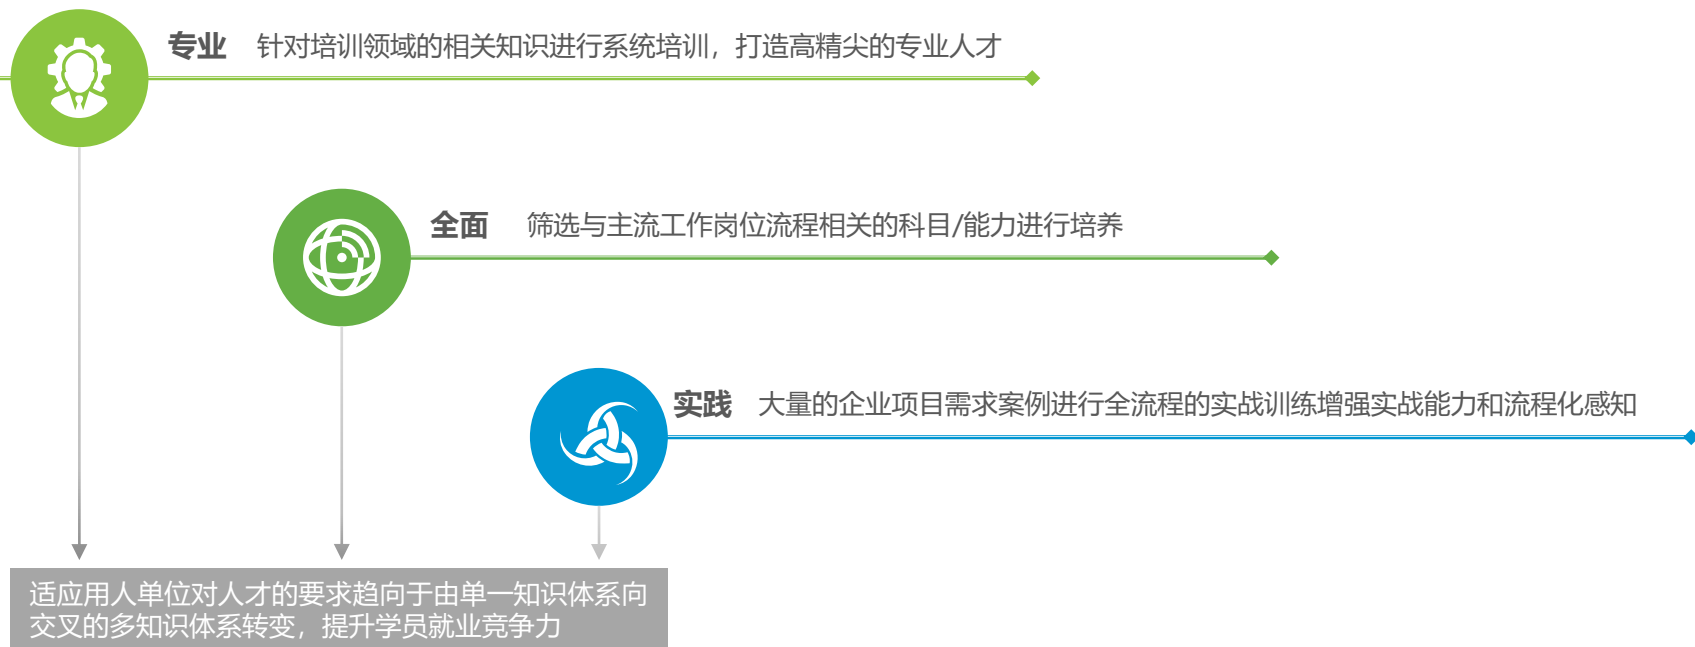 专业 针对培训领域的相关知识进行系统培训，打造高精尖的专业人才
全面 筛选与主流工作岗位流程相关的科目/能力进行培养
实践 大量的企业项目需求案例进行全流程的实战训练增强实战能力和流程化感知
适应用人单位对人才的要求趋向于由单一知识体系向
交叉的多知识体系转变，提升学员就业竞争力